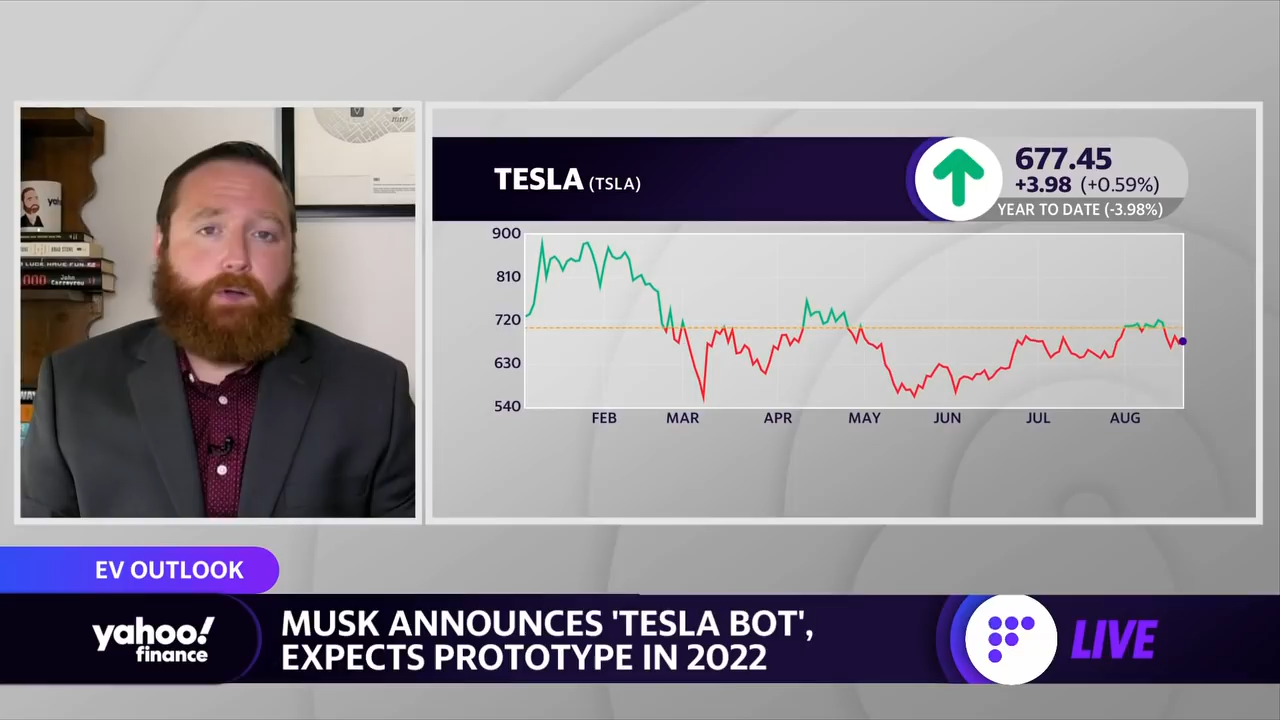 TESLA (TSLA)
677.45
+3.98 (+0.59%)
YEAR TO DATE (-3.98%)
900
810
720
630
540
FEB MAR APR MAY JUN JUL AUG
John
Carreyrou
EV OUTLOOK
yahoo!
finance
MUSK ANNOUNCES 'TESLA BOT',
EXPECTS PROTOTYPE IN 2022
LIVE